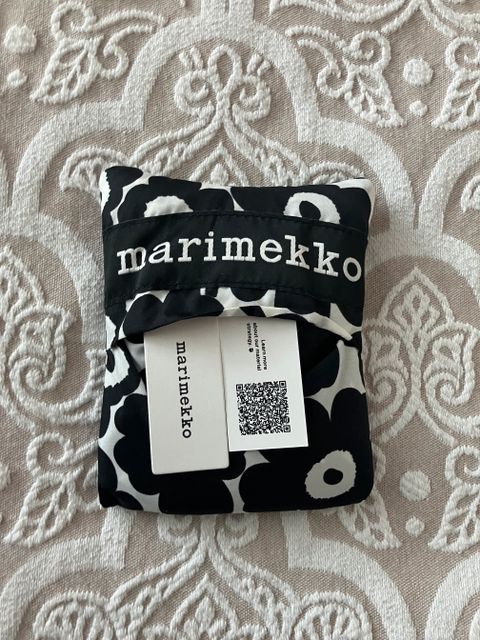 marimekko
marimekko
Learn more
about our material
strategy